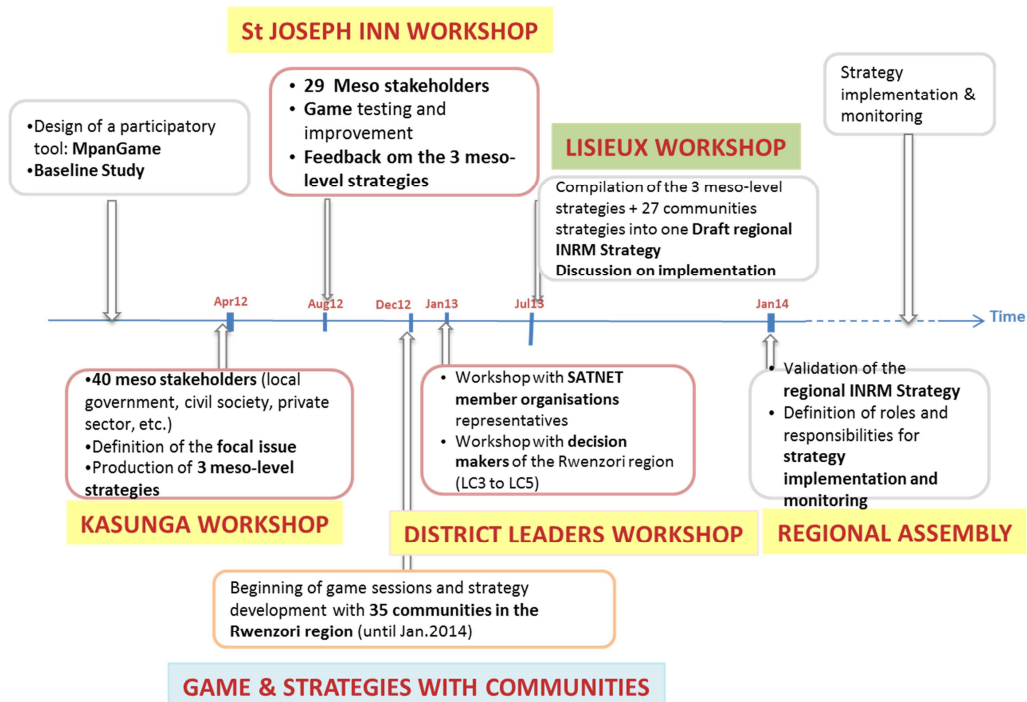 St JOSEPH INN WORKSHOP
• 29 Meso stakeholders
• Game testing and
improvement
• Feedback om the 3 meso-
level strategies
Strategy
implementation &
monitoring
•Design of a participatory
tool: MpanGame
•Baseline Study
LISIEUX WORKSHOP
Compilation of the 3 meso-level
strategies + 27 communities
strategies into one Draft regional
INRM Strategy
Discussion on implementation
Apr12
Aug12
Dec12
Jan13
Jul13
Jan14
Time
•40 meso stakeholders (local
government, civil society, private
sector, etc.)
•Definition of the focal issue
•Production of 3 meso-level
strategies
KASUNGA WORKSHOP
• Workshop with SATNET
member organisations
representatives
• Workshop with decision
makers of the Rwenzori region
(LC3 to LC5)
DISTRICT LEADERS WORKSHOP
• Validation of the
regional INRM Strategy
• Definition of roles and
responsibilities for
strategy
implementation and
monitoring
REGIONAL ASSEMBLY
Beginning of game sessions and strategy
development with 35 communities in the
Rwenzori region (until Jan.2014)
GAME & STRATEGIES WITH COMMUNITIES